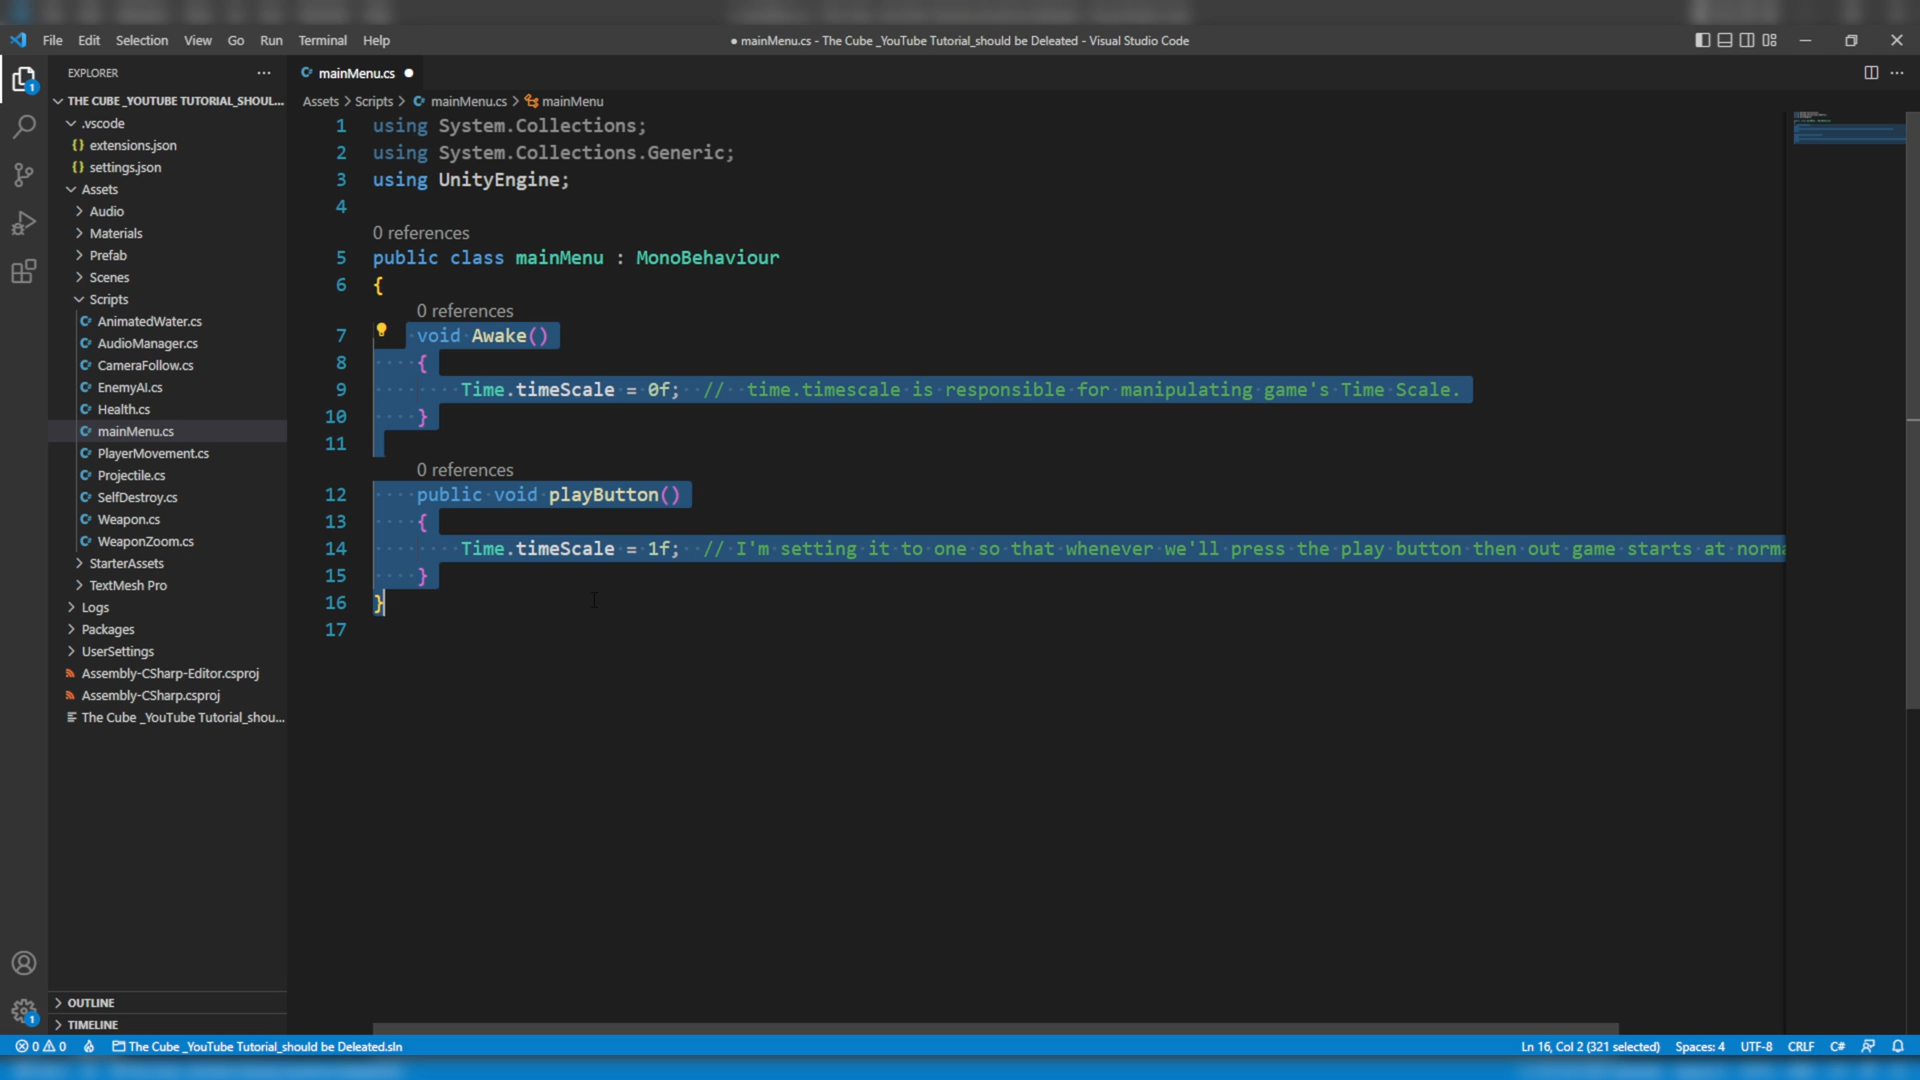 File Edit Selection View Go Run Terminal Help
● mainMenu.cs - The Cube _YouTube Tutorial_should be Deleated - Visual Studio Code
EXPLORER
THE CUBE _YOUTUBE TUTORIAL_SHOUL...
.vscode
{} extensions.json
{} settings.json
Assets
Audio
Materials
Prefab
Scenes
Scripts
AnimatedWater.cs
AudioManager.cs
CameraFollow.cs
EnemyAI.cs
Health.cs
mainMenu.cs
PlayerMovement.cs
Projectile.cs
SelfDestroy.cs
Weapon.cs
WeaponZoom.cs
StarterAssets
TextMesh Pro
Logs
Packages
UserSettings
Assembly-CSharp-Editor.csproj
Assembly-CSharp.csproj
The Cube _YouTube Tutorial_shou...
OUTLINE
TIMELINE
1
1
mainMenu.cs ●
Assets > Scripts > mainMenu.cs > mainMenu
1 using System.Collections;
2 using System.Collections.Generic;
3 using UnityEngine;
4
0 references
5 public class mainMenu : MonoBehaviour
6 {
0 references
7 void Awake()
8 {
9 Time.timeScale = 0f; // time.timescale is responsible for manipulating game's Time Scale.
10 }
11
0 references
12 public void playButton()
13 {
14 Time.timeScale = 1f; // I'm setting it to one so that whenever we'll press the play button then out game starts at norma
15 }
16 }
17
0 0 The Cube _YouTube Tutorial_should be Deleated.sln
Ln 16, Col 2 (321 selected) Spaces: 4 UTF-8 CRLF C#